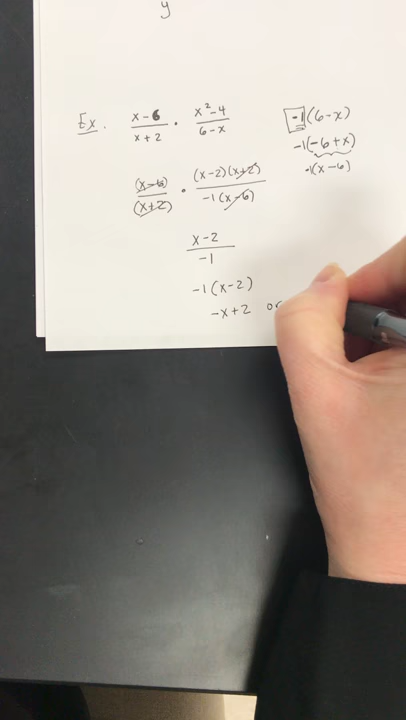 y
Ex. x-6/x+2 · x²-4/6-x
-1(6-x)
-1(-6+x)
-1(x-6)
(x-6)/(x+2) · (x-2)(x+2)/-1(x-6)
x-2/-1
-1(x-2)
-x+2 or